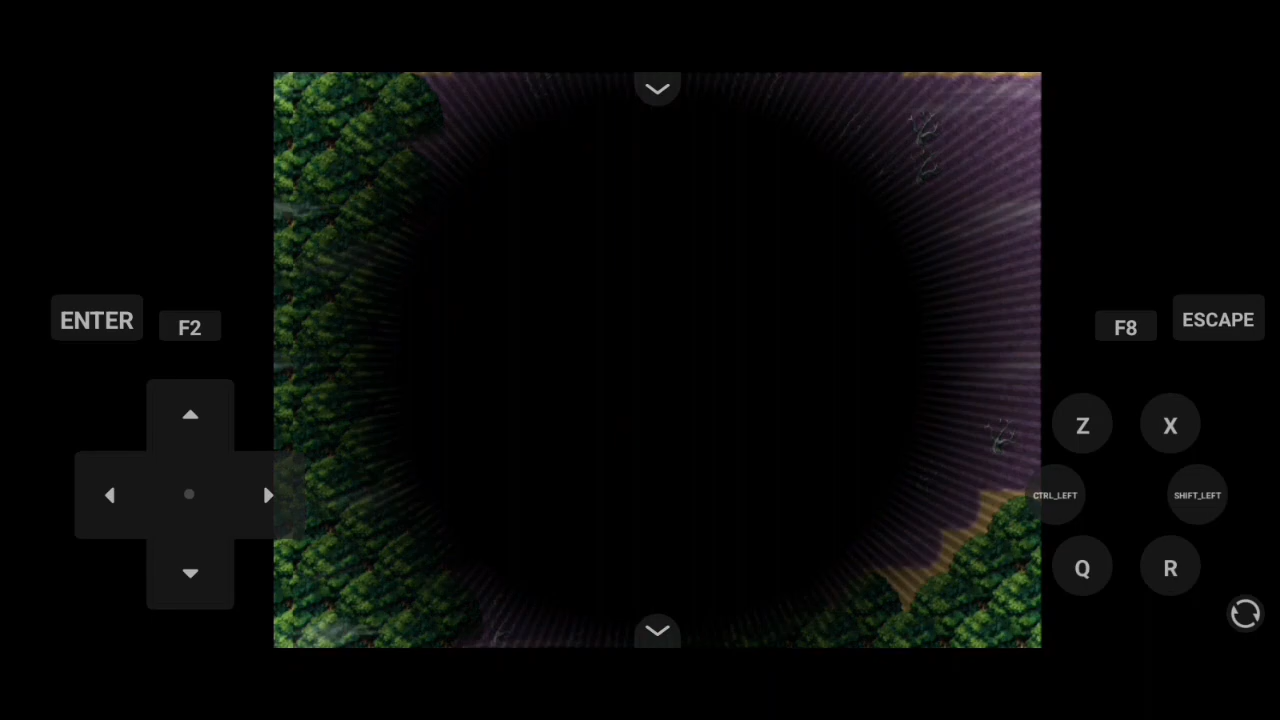 ENTER
F2
F8
ESCAPE
Z
X
CTRL_LEFT
SHIFT_LEFT
Q
R